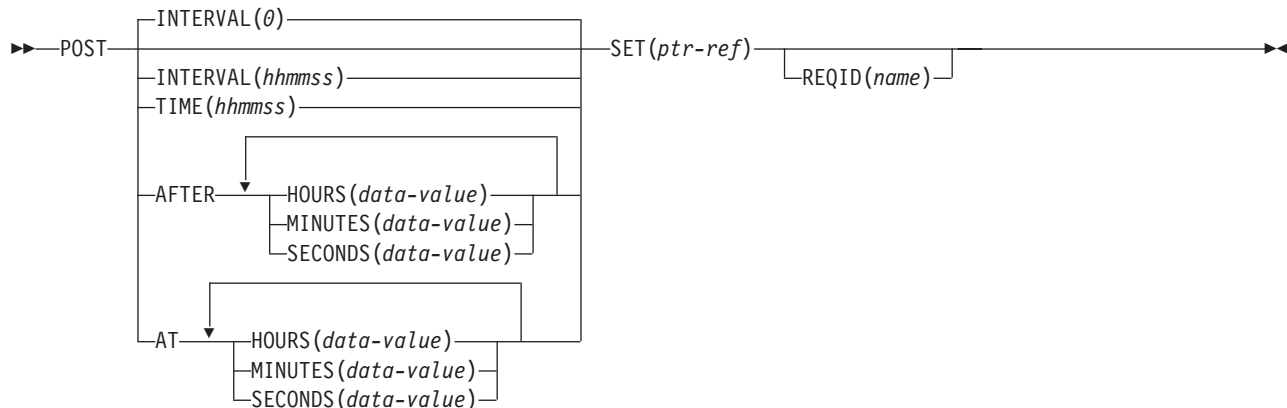 INTERVAL(0)
POST SET(ptr-ref)
INTERVAL(hhmmss) REQID(name)
TIME(hhmmss)
AFTER HOURS(data-value)
MINUTES(data-value)
SECONDS(data-value)
AT HOURS(data-value)
MINUTES(data-value)
SECONDS(data-value)